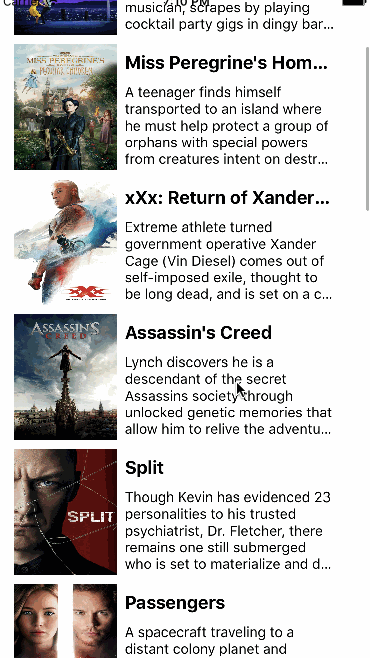 Carrier
7:10 PM
musician, scrapes by playing
cocktail party gigs in dingy bar...
MISS PEREGRINE'S
PECULIAR CHILDREN
Miss Peregrine's Hom...
A teenager finds himself
transported to an island where
he must help protect a group of
orphans with special powers
from creatures intent on destr...
xXx: Return of Xander...
Extreme athlete turned
government operative Xander
Cage (Vin Diesel) comes out of
self-imposed exile, thought to
be long dead, and is set on a c...
xXx
ASSASSIN'S
CREED
Assassin's Creed
Lynch discovers he is a
descendant of the secret
Assassins society through
unlocked genetic memories that
allow him to relive the adventu...
SPLIT
Split
Though Kevin has evidenced 23
personalities to his trusted
psychiatrist, Dr. Fletcher, there
remains one still submerged
who is set to materialize and d...
Passengers
A spacecraft traveling to a
distant colony planet and